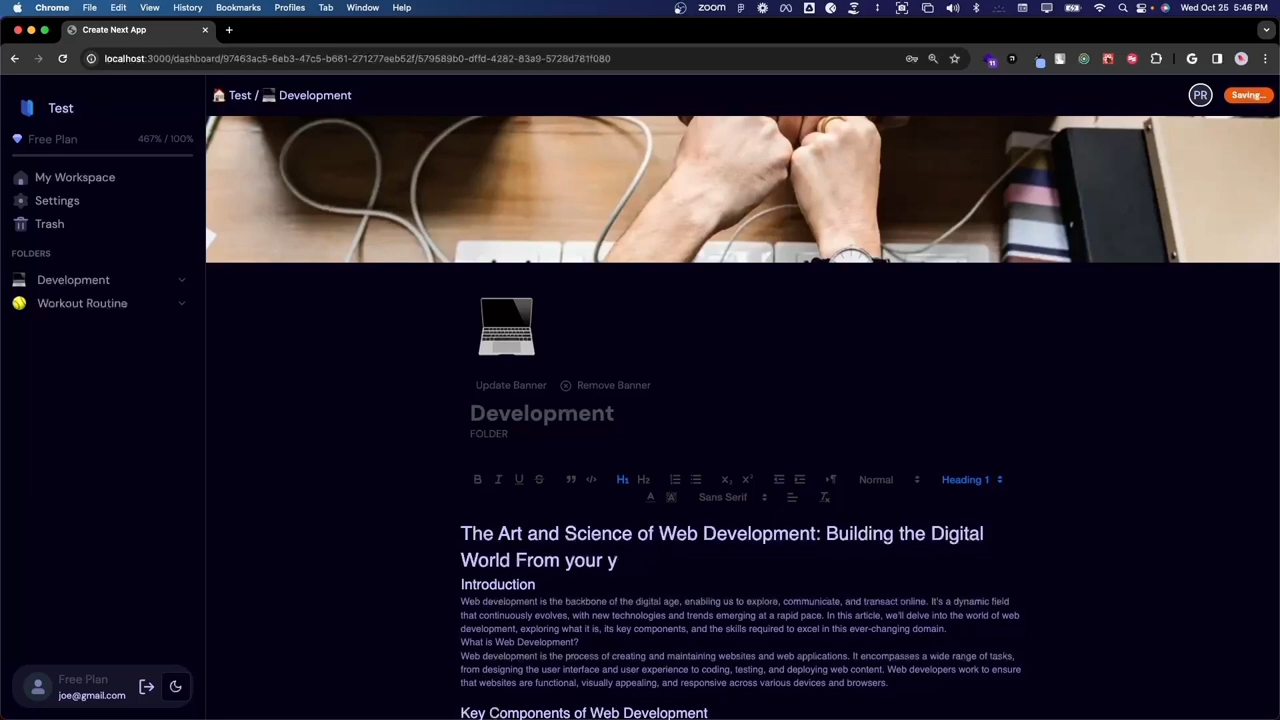 Chrome File Edit View History Bookmarks Profiles Tab Window Help
zoom
Wed Oct 25 5:46 PM
Create Next App
localhost:3000/dashboard/97463ac5-6eb3-47c5-b661-271277eeb52f/579589b0-dffd-4282-83a9-5728d781f080
11
Test
🏠 Test / 💻 Development
PR
Saving...
Free Plan 467% / 100%
My Workspace
Settings
Trash
FOLDERS
Development
Workout Routine
Update Banner Remove Banner
Development
FOLDER
B I U S H1 H2 X₂ X² Normal Heading 1
A A Sans Serif Tx
The Art and Science of Web Development: Building the Digital
World From your y
Introduction
Web development is the backbone of the digital age, enabling us to explore, communicate, and transact online. It's a dynamic field
that continuously evolves, with new technologies and trends emerging at a rapid pace. In this article, we'll delve into the world of web
development, exploring what it is, its key components, and the skills required to excel in this ever-changing domain.
What is Web Development?
Web development is the process of creating and maintaining websites and web applications. It encompasses a wide range of tasks,
from designing the user interface and user experience to coding, testing, and deploying web content. Web developers work to ensure
that websites are functional, visually appealing, and responsive across various devices and browsers.
Key Components of Web Development
Free Plan
joe@gmail.com